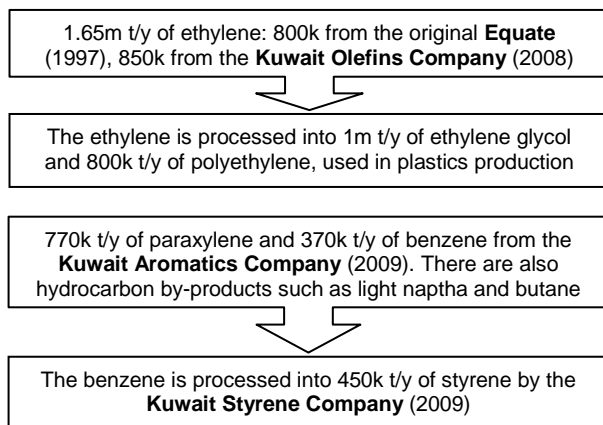 1.65m t/y of ethylene: 800k from the original Equate
(1997), 850k from the Kuwait Olefins Company (2008)
The ethylene is processed into 1m t/y of ethylene glycol
and 800k t/y of polyethylene, used in plastics production
770k t/y of paraxylene and 370k t/y of benzene from the
Kuwait Aromatics Company (2009). There are also
hydrocarbon by-products such as light naptha and butane
The benzene is processed into 450k t/y of styrene by the
Kuwait Styrene Company (2009)